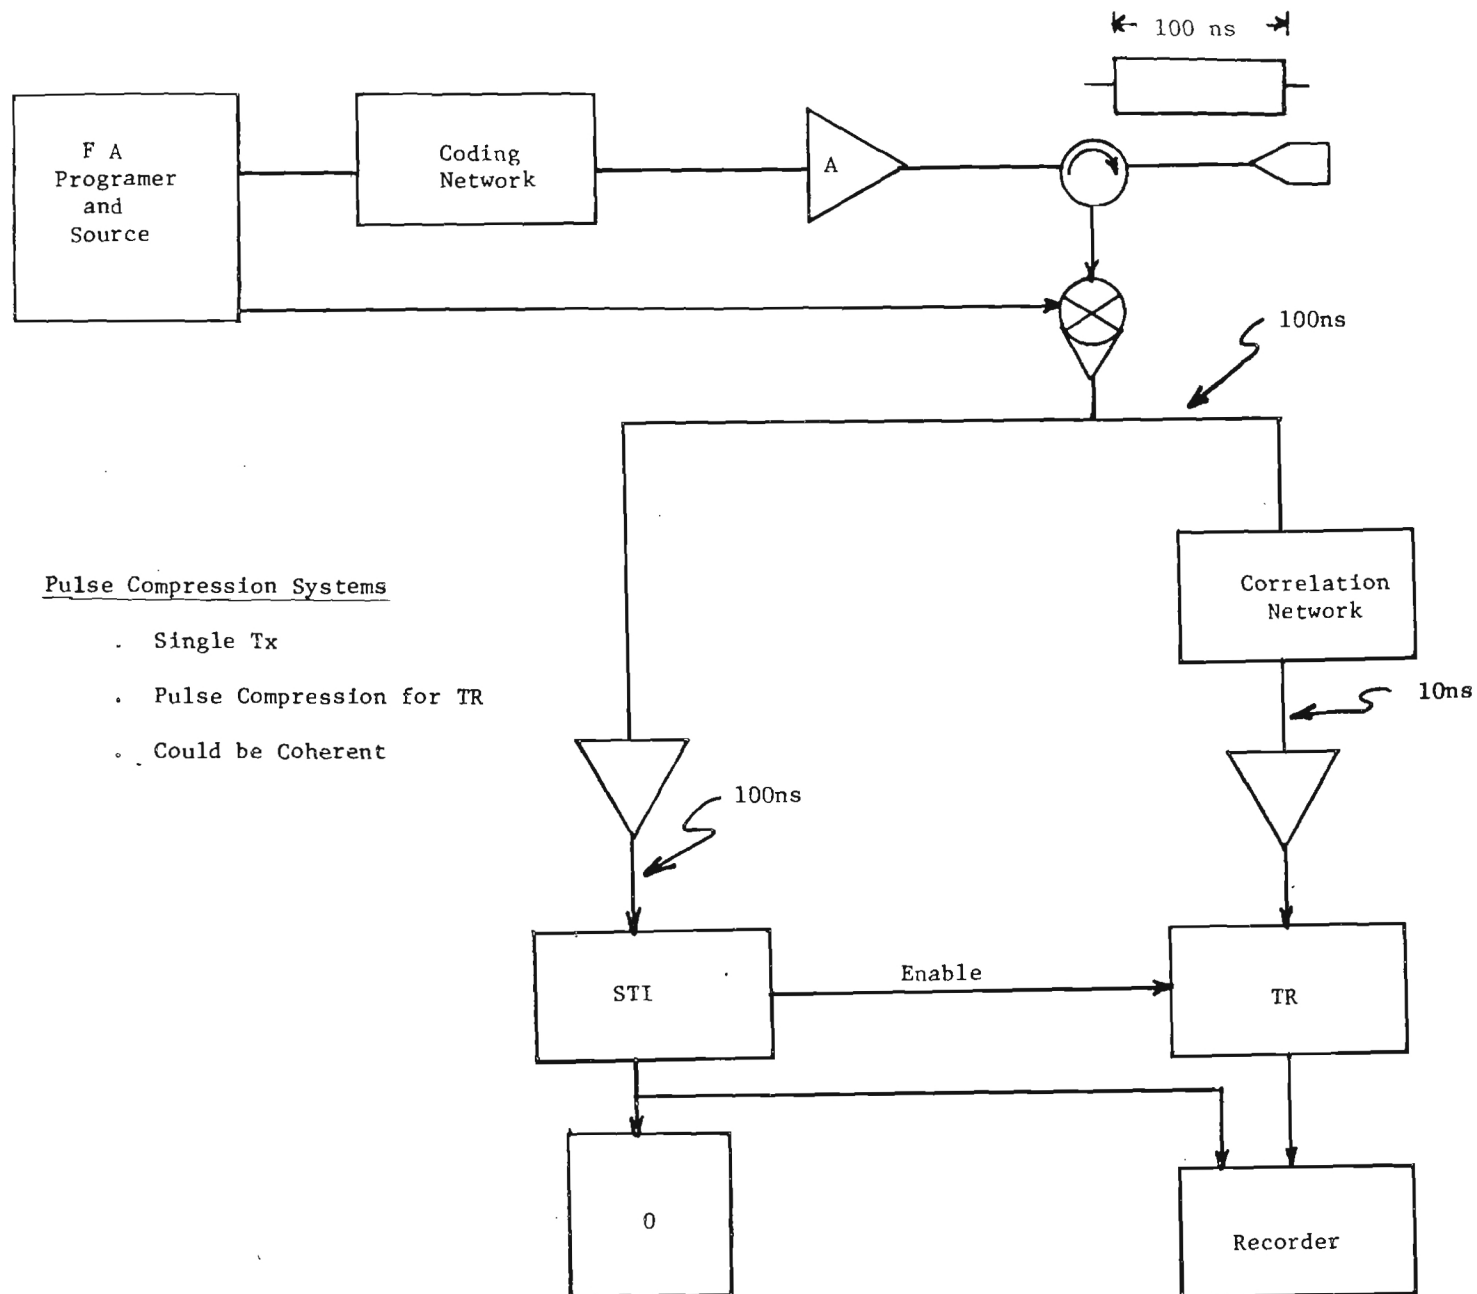 100 ns
F A
Programer
and
Source
Coding
Network
A
100ns
Pulse Compression Systems
. Single Tx
. Pulse Compression for TR
. Could be Coherent
Correlation
Network
10ns
100ns
STI
Enable
TR
0
Recorder